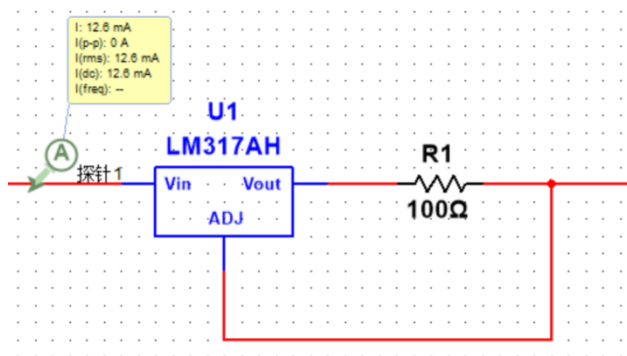 I: 12.6 mA
I(p-p): 0 A
I(rms): 12.6 mA
I(dc): 12.6 mA
I(freq): --
A
探针1
U1
LM317AH
Vin
Vout
ADJ
R1
100Ω